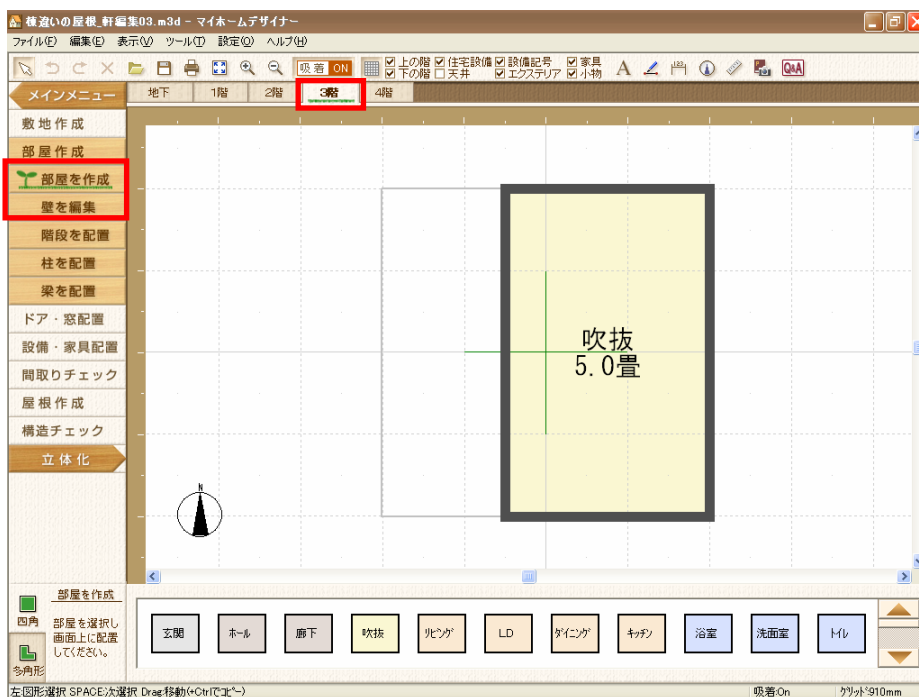 棟違いの屋根_軒編集03.m3d - マイホームデザイナー
ファイル(F) 編集(E) 表示(V) ツール(T) 設定(O) ヘルプ(H)
吸着 ON 上の階 住宅設備 設備記号 家具
下の階 天井 エクステリア 小物 A Q&A
メインメニュー
地下 1階 2階 3階 4階
敷地作成
部屋作成
部屋を作成
壁を編集
階段を配置
柱を配置
梁を配置
ドア・窓配置
設備・家具配置
間取りチェック
屋根作成
構造チェック
立体化
吹抜
5.0畳
N
部屋を作成
四角
多角形
部屋を選択し
画面上に配置
してください。
玄関 ホール 廊下 吹抜 リビング LD ダイニング キッチン 浴室 洗面室 トイレ
左:図形選択 SPACE:次選択 Drag:移動(+Ctrlでコピー) 吸着:On グリッド:910mm